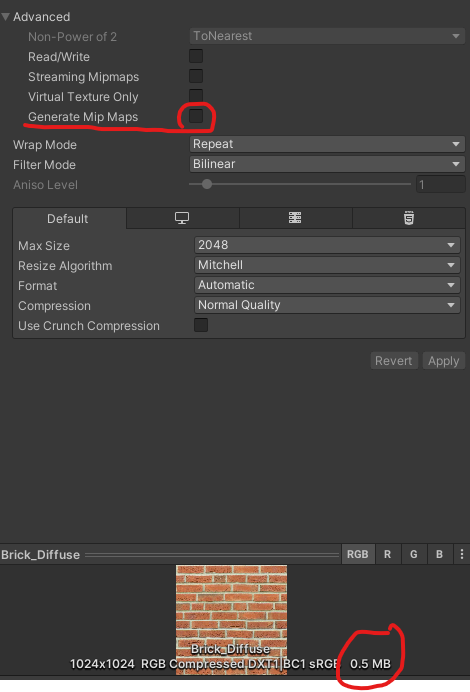 Advanced
Non-Power of 2 ToNearest
Read/Write
Streaming Mipmaps
Virtual Texture Only
Generate Mip Maps
Wrap Mode Repeat
Filter Mode Bilinear
Aniso Level 1
Default
Max Size 2048
Resize Algorithm Mitchell
Format Automatic
Compression Normal Quality
Use Crunch Compression
Revert Apply
Brick_Diffuse RGB R G B
Brick_Diffuse
1024x1024 RGB Compressed DXT1|BC1 sRGB 0.5 MB